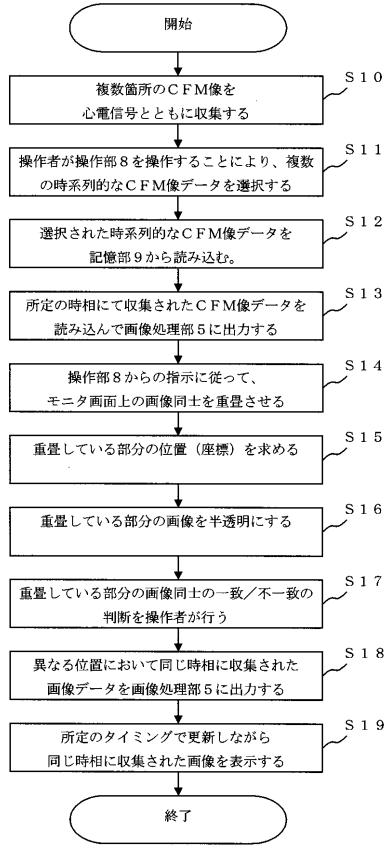 開始
S10
複数箇所のCFM像を
心電信号とともに収集する
S11
操作者が操作部8を操作することにより、複数
の時系列的なCFM像データを選択する
S12
選択された時系列的なCFM像データを
記憶部9から読み込む。
S13
所定の時相にて収集されたCFM像データを
読み込んで画像処理部5に出力する
S14
操作部8からの指示に従って、
モニタ画面上の画像同士を重畳させる
S15
重畳している部分の位置(座標)を求める
S16
重畳している部分の画像を半透明にする
S17
重畳している部分の画像同士の一致/不一致の
判断を操作者が行う
S18
異なる位置において同じ時相に収集された
画像データを画像処理部5に出力する
S19
所定のタイミングで更新しながら
同じ時相に収集された画像を表示する
終了